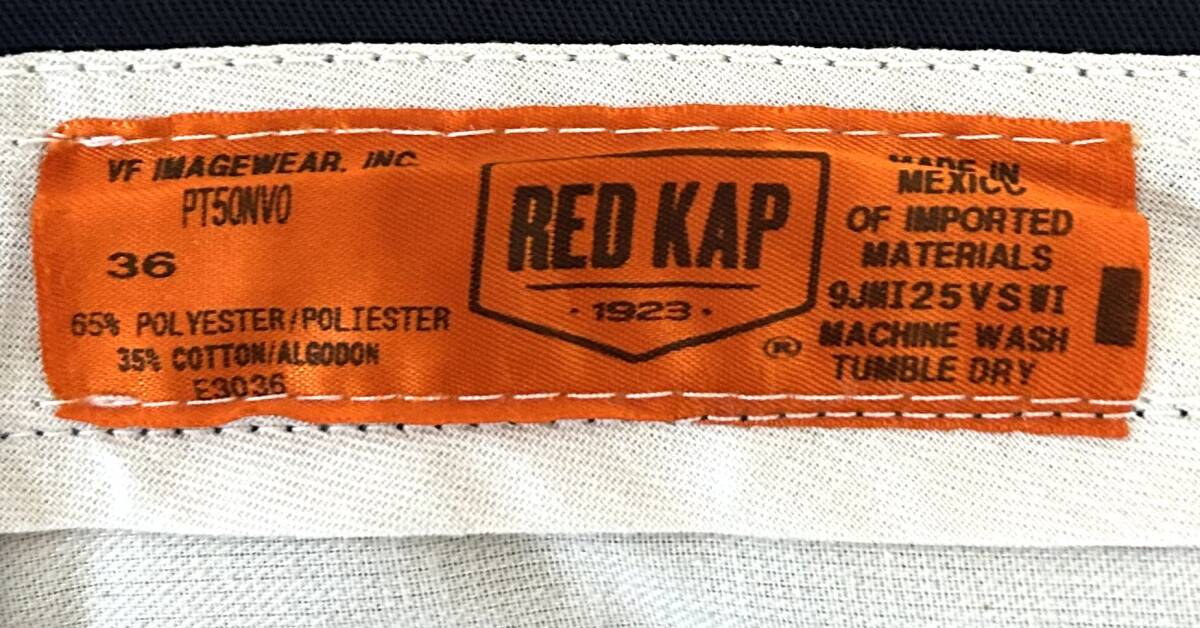 VF IMAGEWEAR, INC.
PT50NV0
36
65% POLYESTER/POLIESTER
35% COTTON/ALGODON
E3036
RED KAP
· 1923 ·
®
MADE IN
MEXICO
OF IMPORTED
MATERIALS
9JMI25VSWI
MACHINE WASH
TUMBLE DRY